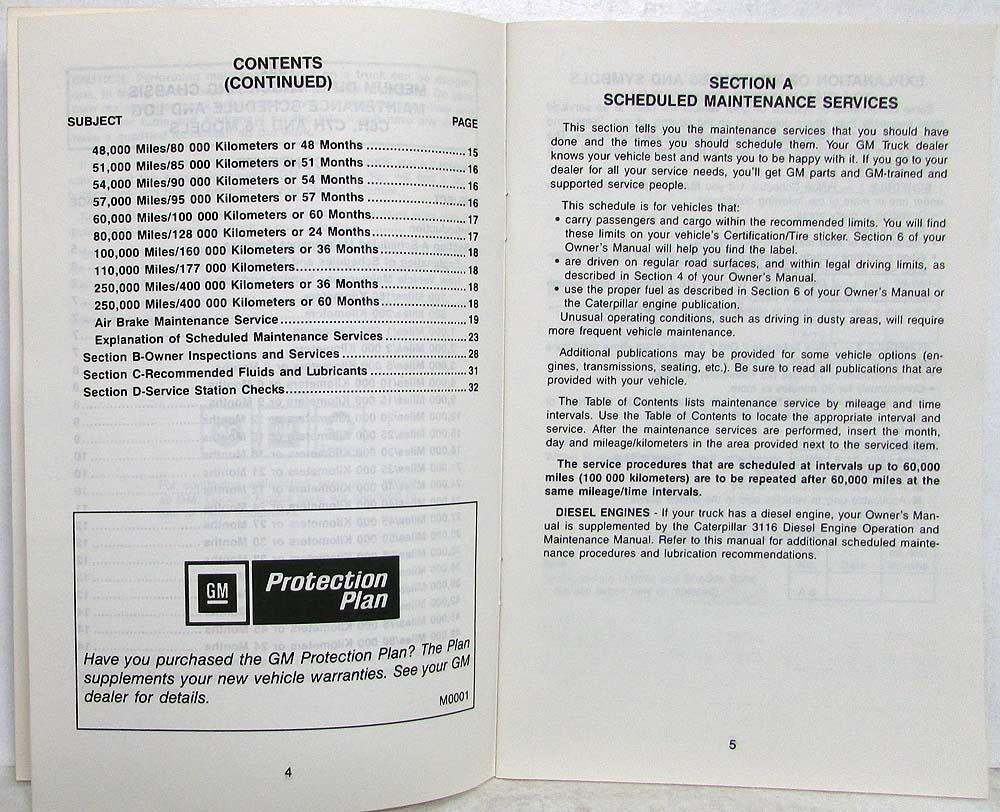 CONTENTS
(CONTINUED)
SUBJECT PAGE
48,000 Miles/80 000 Kilometers or 48 Months ........................... 15
51,000 Miles/85 000 Kilometers or 51 Months ........................... 16
54,000 Miles/90 000 Kilometers or 54 Months ........................... 16
57,000 Miles/95 000 Kilometers or 57 Months ........................... 16
60,000 Miles/100 000 Kilometers or 60 Months.......................... 17
80,000 Miles/128 000 Kilometers or 24 Months.......................... 17
100,000 Miles/160 000 Kilometers or 36 Months......................... 18
110,000 Miles/177 000 Kilometers............................................. 18
250,000 Miles/400 000 Kilometers or 36 Months........................ 18
250,000 Miles/400 000 Kilometers or 60 Months........................ 18
Air Brake Maintenance Service................................................ 19
Explanation of Scheduled Maintenance Services ....................... 23
Section B-Owner Inspections and Services ................................. 28
Section C-Recommended Fluids and Lubricants ......................... 31
Section D-Service Station Checks............................................. 32
GM Protection
Plan
Have you purchased the GM Protection Plan? The Plan
supplements your new vehicle warranties. See your GM
dealer for details.
M0001
4
SECTION A
SCHEDULED MAINTENANCE SERVICES
This section tells you the maintenance services that you should have
done and the times you should schedule them. Your GM Truck dealer
knows your vehicle best and wants you to be happy with it. If you go to your
dealer for all your service needs, you'll get GM parts and GM-trained and
supported service people.
This schedule is for vehicles that:
• carry passengers and cargo within the recommended limits. You will find
these limits on your vehicle's Certification/Tire sticker. Section 6 of your
Owner's Manual will help you find the label.
• are driven on regular road surfaces, and within legal driving limits, as
described in Section 4 of your Owner's Manual.
• use the proper fuel as described in Section 6 of your Owner's Manual or
the Caterpillar engine publication.
Unusual operating conditions, such as driving in dusty areas, will require
more frequent vehicle maintenance.
Additional publications may be provided for some vehicle options (en-
gines, transmissions, seating, etc.). Be sure to read all publications that are
provided with your vehicle.
The Table of Contents lists maintenance service by mileage and time
intervals. Use the Table of Contents to locate the appropriate interval and
service. After the maintenance services are performed, insert the month,
day and mileage/kilometers in the area provided next to the serviced item.
The service procedures that are scheduled at intervals up to 60,000
miles (100 000 kilometers) are to be repeated after 60,000 miles at the
same mileage/time intervals.
DIESEL ENGINES - If your truck has a diesel engine, your Owner's Man-
ual is supplemented by the Caterpillar 3116 Diesel Engine Operation and
Maintenance Manual. Refer to this manual for additional scheduled mainte-
nance procedures and lubrication recommendations.
5